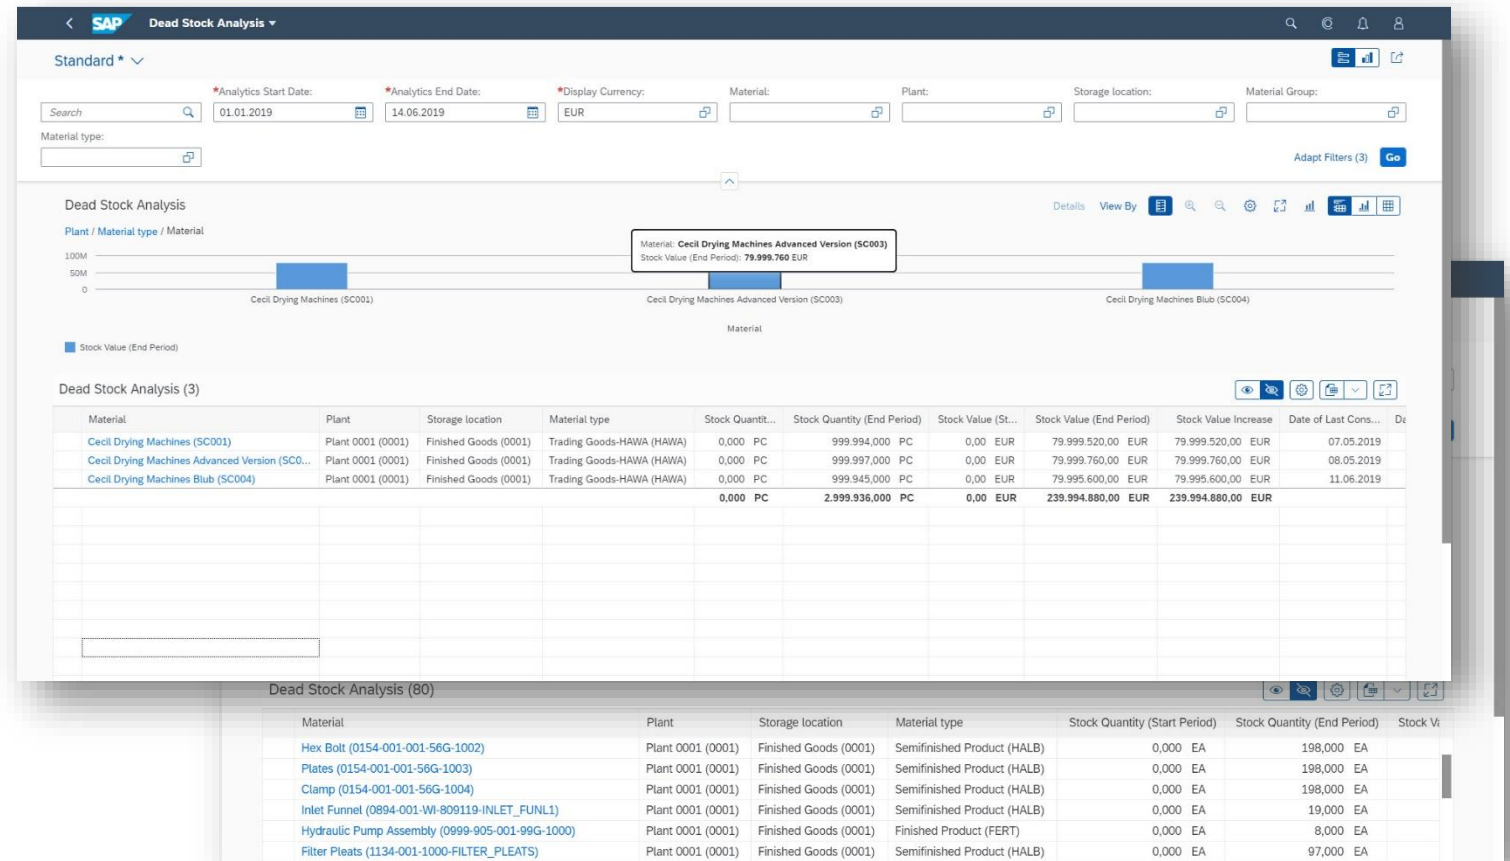 SAP Dead Stock Analysis
Standard *
*Analytics Start Date: *Analytics End Date: *Display Currency: Material: Plant: Storage location: Material Group:
Search 01.01.2019 14.06.2019 EUR
Material type:
Adapt Filters (3) Go
Dead Stock Analysis Details View By
Plant / Material type / Material
Material: Cecil Drying Machines Advanced Version (SC003)
Stock Value (End Period): 79.999.760 EUR
100M
50M
0
Cecil Drying Machines (SC001) Cecil Drying Machines Advanced Version (SC003) Cecil Drying Machines Blub (SC004)
Material
Stock Value (End Period)
Dead Stock Analysis (3)
Material Plant Storage location Material type Stock Quantit... Stock Quantity (End Period) Stock Value (St... Stock Value (End Period) Stock Value Increase Date of Last Cons... Da
Cecil Drying Machines (SC001) Plant 0001 (0001) Finished Goods (0001) Trading Goods-HAWA (HAWA) 0,000 PC 999.994,000 PC 0,00 EUR 79.999.520,00 EUR 79.999.520,00 EUR 07.05.2019
Cecil Drying Machines Advanced Version (SC0... Plant 0001 (0001) Finished Goods (0001) Trading Goods-HAWA (HAWA) 0,000 PC 999.997,000 PC 0,00 EUR 79.999.760,00 EUR 79.999.760,00 EUR 08.05.2019
Cecil Drying Machines Blub (SC004) Plant 0001 (0001) Finished Goods (0001) Trading Goods-HAWA (HAWA) 0,000 PC 999.945,000 PC 0,00 EUR 79.995.600,00 EUR 79.995.600,00 EUR 11.06.2019
0,000 PC 2.999.936,000 PC 0,00 EUR 239.994.880,00 EUR 239.994.880,00 EUR
Dead Stock Analysis (80)
Material Plant Storage location Material type Stock Quantity (Start Period) Stock Quantity (End Period) Stock Va
Hex Bolt (0154-001-001-56G-1002) Plant 0001 (0001) Finished Goods (0001) Semifinished Product (HALB) 0,000 EA 198,000 EA
Plates (0154-001-001-56G-1003) Plant 0001 (0001) Finished Goods (0001) Semifinished Product (HALB) 0,000 EA 198,000 EA
Clamp (0154-001-001-56G-1004) Plant 0001 (0001) Finished Goods (0001) Semifinished Product (HALB) 0,000 EA 198,000 EA
Inlet Funnel (0894-001-WI-809119-INLET_FUNL1) Plant 0001 (0001) Finished Goods (0001) Semifinished Product (HALB) 0,000 EA 19,000 EA
Hydraulic Pump Assembly (0999-905-001-99G-1000) Plant 0001 (0001) Finished Goods (0001) Finished Product (FERT) 0,000 EA 8,000 EA
Filter Pleats (1134-001-1000-FILTER_PLEATS) Plant 0001 (0001) Finished Goods (0001) Semifinished Product (HALB) 0,000 EA 97,000 EA